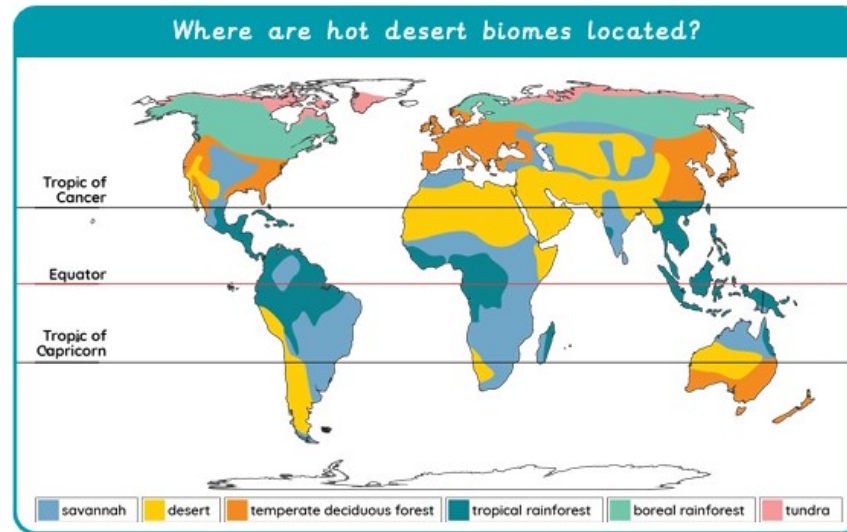 Where are hot desert biomes located?
Tropic of
Cancer
Equator
Tropic of
Capricorn
savannah
desert
temperate deciduous forest
tropical rainforest
boreal rainforest
tundra